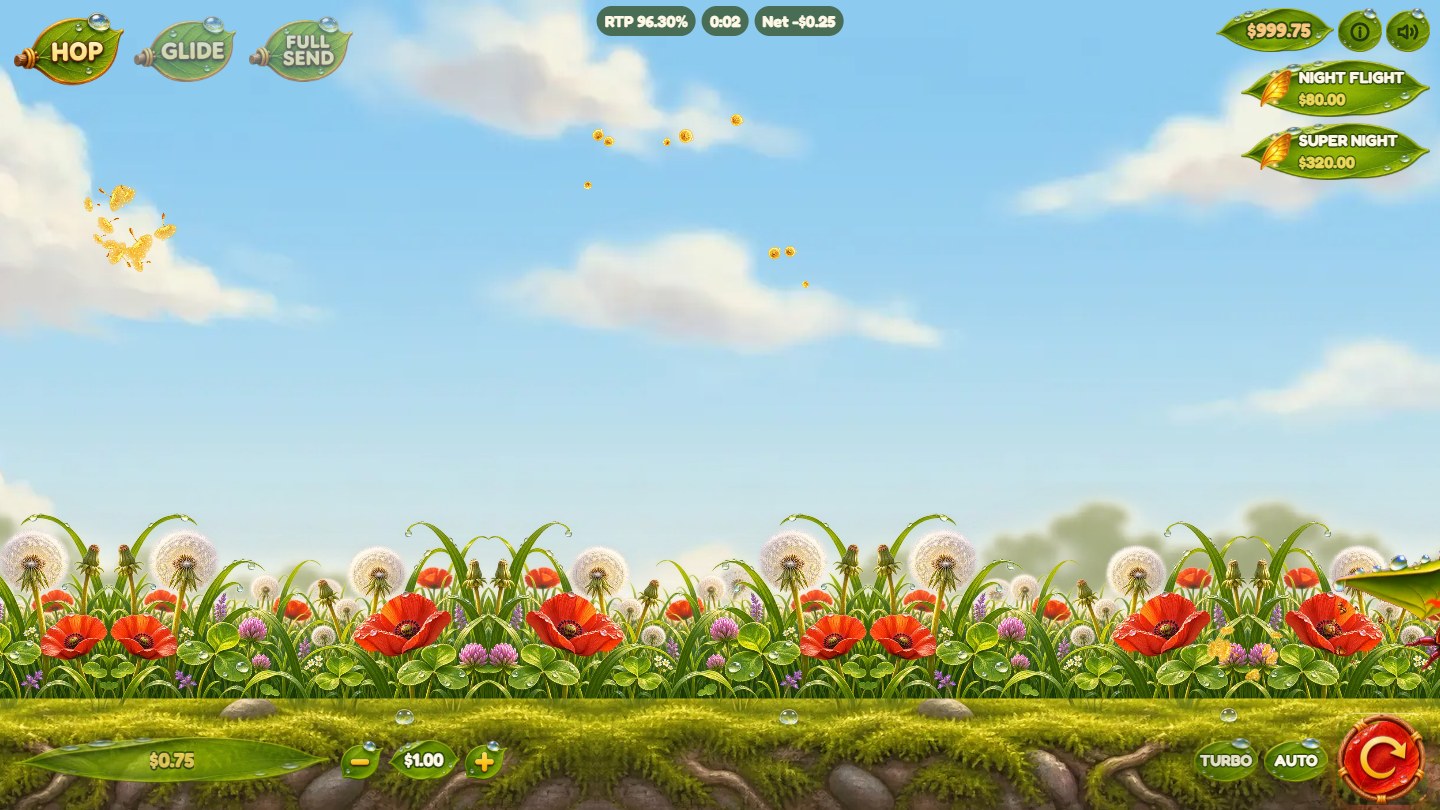 HOP
GLIDE
FULL
SEND
RTP 96.30%
0:02
Net -$0.25
$999.75
NIGHT FLIGHT
$80.00
SUPER NIGHT
$320.00
$0.75
$1.00
TURBO
AUTO